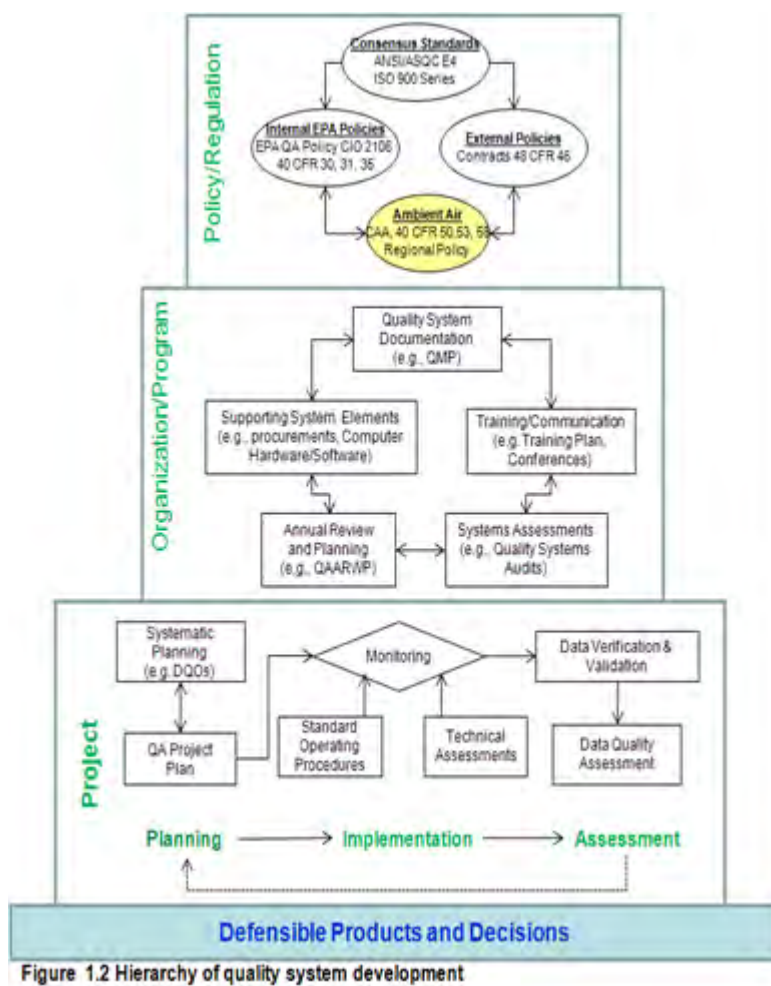 Policy/Regulation
Consensus Standards
ANSI/ASQC E4
ISO 900 Series
Internal EPA Policies
EPA QA Policy CIO 2106
40 CFR 30, 31, 35
External Policies
Contracts 48 CFR 46
Ambient Air
CAA, 40 CFR 50,53, 58
Regional Policy
Organization/Program
Quality System
Documentation
(e.g., QMP)
Supporting System Elements
(e.g., procurements, Computer
Hardware/Software)
Training/Communication
(e.g. Training Plan,
Conferences)
Annual Review
and Planning
(e.g., QAARWP)
Systems Assessments
(e.g., Quality Systems
Audits)
Project
Systematic
Planning
(e.g. DQOs)
Monitoring
Data Verification &
Validation
QA Project
Plan
Standard
Operating
Procedures
Technical
Assessments
Data Quality
Assessment
Planning
Implementation
Assessment
Defensible Products and Decisions
Figure 1.2 Hierarchy of quality system development